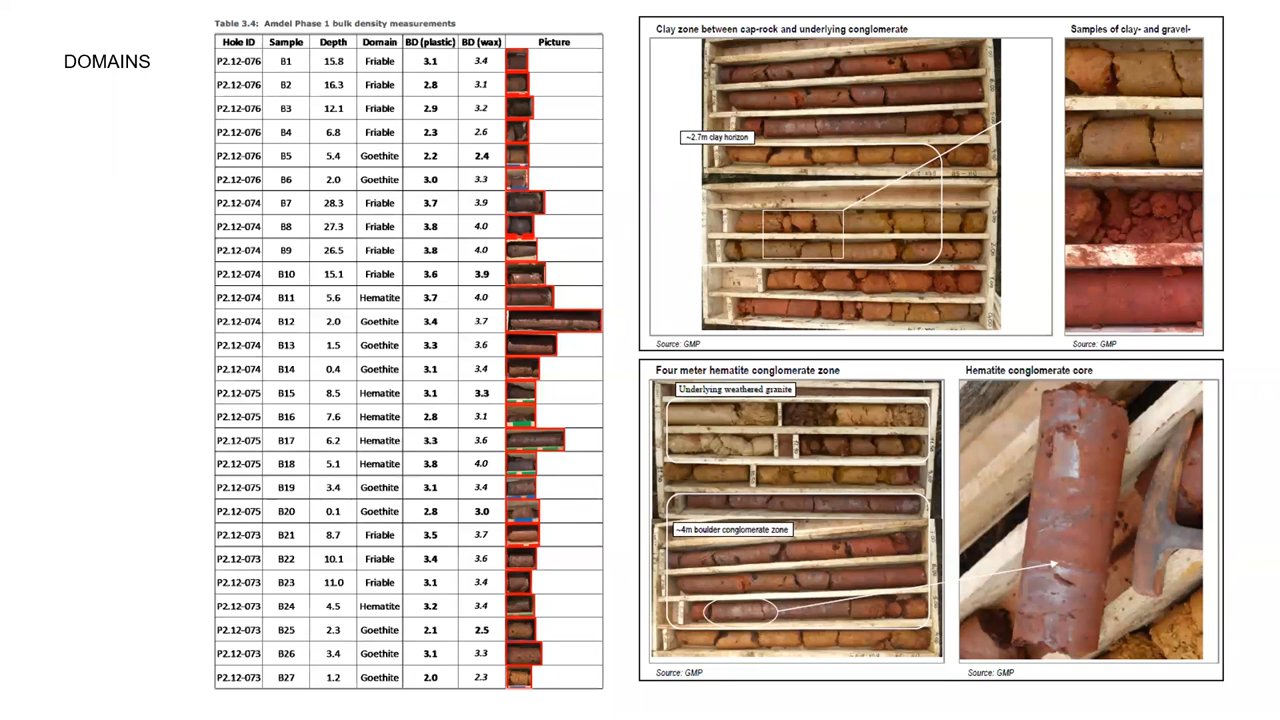 DOMAINS
Table 3.4: Amdel Phase 1 bulk density measurements
Hole ID Sample Depth Domain BD (plastic) BD (wax) Picture
P2.12-076 B1 15.8 Friable 3.1 3.4
P2.12-076 B2 16.3 Friable 2.8 3.1
P2.12-076 B3 12.1 Friable 2.9 3.2
P2.12-076 B4 6.8 Friable 2.3 2.6
P2.12-076 B5 5.4 Goethite 2.2 2.4
P2.12-076 B6 2.0 Goethite 3.0 3.3
P2.12-074 B7 28.3 Friable 3.7 3.9
P2.12-074 B8 27.3 Friable 3.8 4.0
P2.12-074 B9 26.5 Friable 3.8 4.0
P2.12-074 B10 15.1 Friable 3.6 3.9
P2.12-074 B11 5.6 Hematite 3.7 4.0
P2.12-074 B12 2.0 Goethite 3.4 3.7
P2.12-074 B13 1.5 Goethite 3.3 3.6
P2.12-074 B14 0.4 Goethite 3.1 3.4
P2.12-075 B15 8.5 Hematite 3.1 3.3
P2.12-075 B16 7.6 Hematite 2.8 3.1
P2.12-075 B17 6.2 Hematite 3.3 3.6
P2.12-075 B18 5.1 Hematite 3.8 4.0
P2.12-075 B19 3.4 Goethite 3.1 3.4
P2.12-075 B20 0.1 Goethite 2.8 3.0
P2.12-073 B21 8.7 Friable 3.5 3.7
P2.12-073 B22 10.1 Friable 3.4 3.6
P2.12-073 B23 11.0 Friable 3.1 3.4
P2.12-073 B24 4.5 Hematite 3.2 3.4
P2.12-073 B25 2.3 Goethite 2.1 2.5
P2.12-073 B26 3.4 Goethite 3.1 3.3
P2.12-073 B27 1.2 Goethite 2.0 2.3
Clay zone between cap-rock and underlying conglomerate
~2.7m clay horizon
Source: GMP
Samples of clay- and gravel-
Source: GMP
Four meter hematite conglomerate zone
Underlying weathered granite
~4m boulder conglomerate zone
Source: GMP
Hematite conglomerate core
Source: GMP